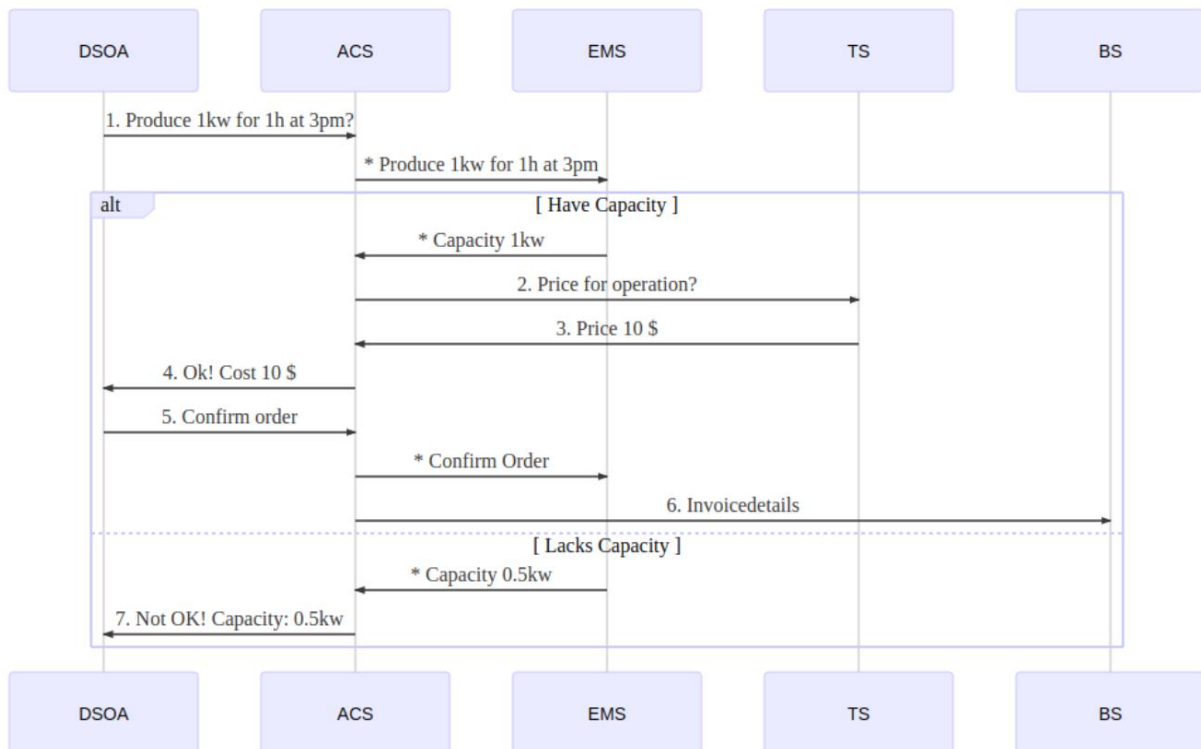 DSOA
ACS
EMS
TS
BS
1. Produce 1kw for 1h at 3pm?
* Produce 1kw for 1h at 3pm
alt
[ Have Capacity ]
* Capacity 1kw
2. Price for operation?
3. Price 10 $
4. Ok! Cost 10 $
5. Confirm order
* Confirm Order
6. Invoicedetails
[ Lacks Capacity ]
* Capacity 0.5kw
7. Not OK! Capacity: 0.5kw
DSOA
ACS
EMS
TS
BS